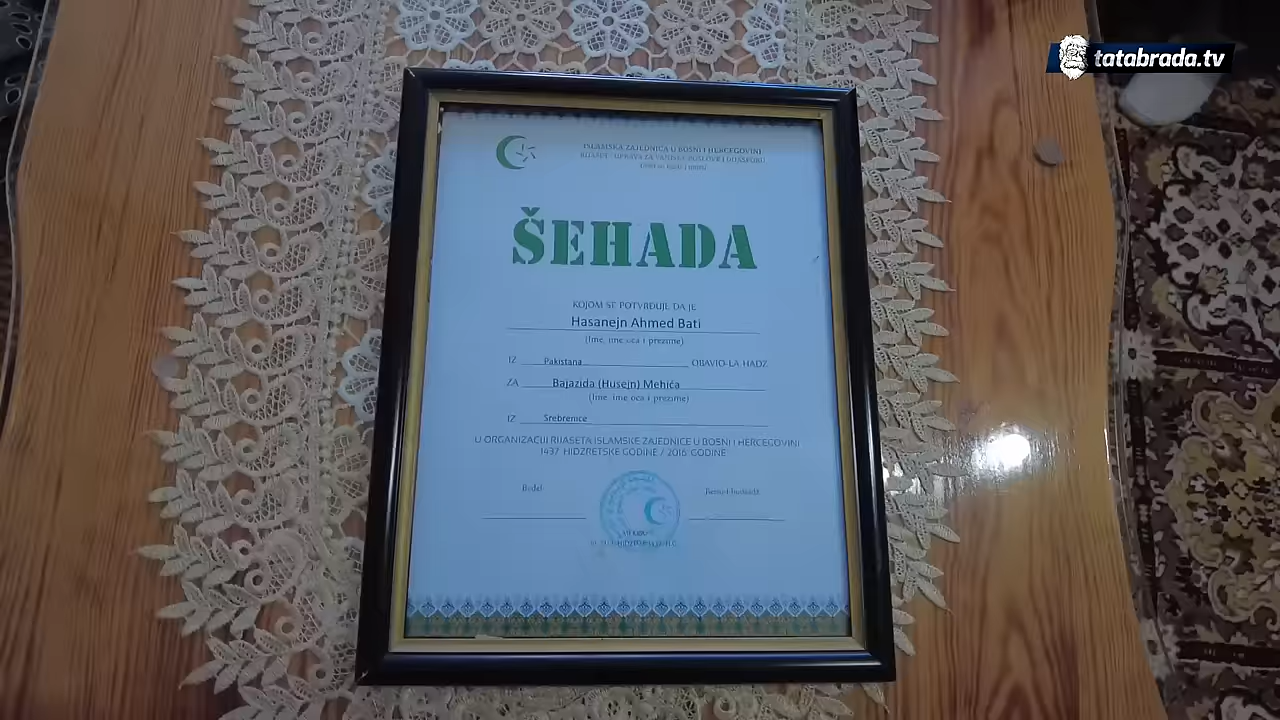 tatabrada.tv
ISLAMSKA ZAJEDNICA U BOSNI I HERCEGOVINI
ŠEHADA
KOJOM SE POTVRĐUJE DA JE
Hasanejn Ahmed Bati
(Ime, ime oca i prezime)
IZ Pakistana OBAVIO-LA HADŽ
ZA Bajazida (Husejn) Mehića
(Ime, ime oca i prezime)
IZ Srebrenice
U ORGANIZACIJI RIJASETA ISLAMSKE ZAJEDNICE U BOSNI I HERCEGOVINI
1437. HIDŽRETSKE GODINE / 2016. GODINE
Bedel